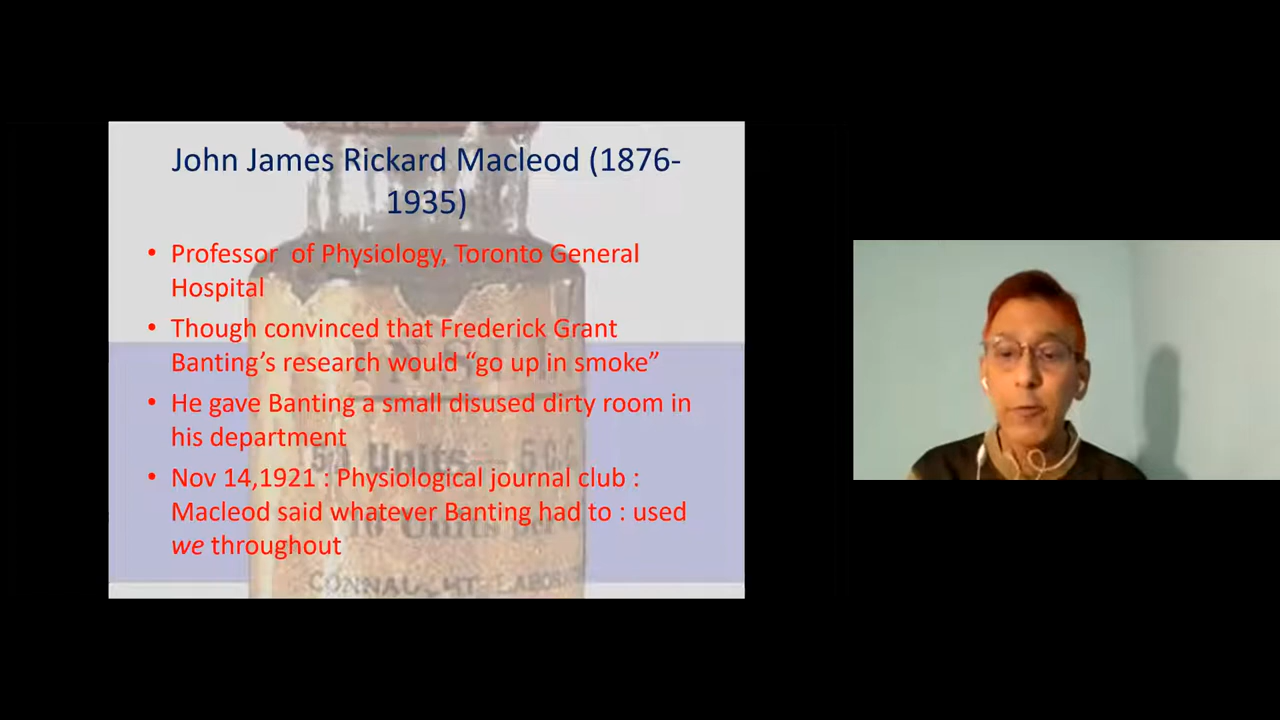 John James Rickard Macleod (1876-
1935)
• Professor  of Physiology, Toronto General
Hospital
• Though convinced that Frederick Grant
Banting’s research would “go up in smoke”
• He gave Banting a small disused dirty room in
his department
• Nov 14,1921 : Physiological journal club :
Macleod said whatever Banting had to : used
we throughout
Units
5 C.C.
10 Units per
CONNAUGHT LABOR